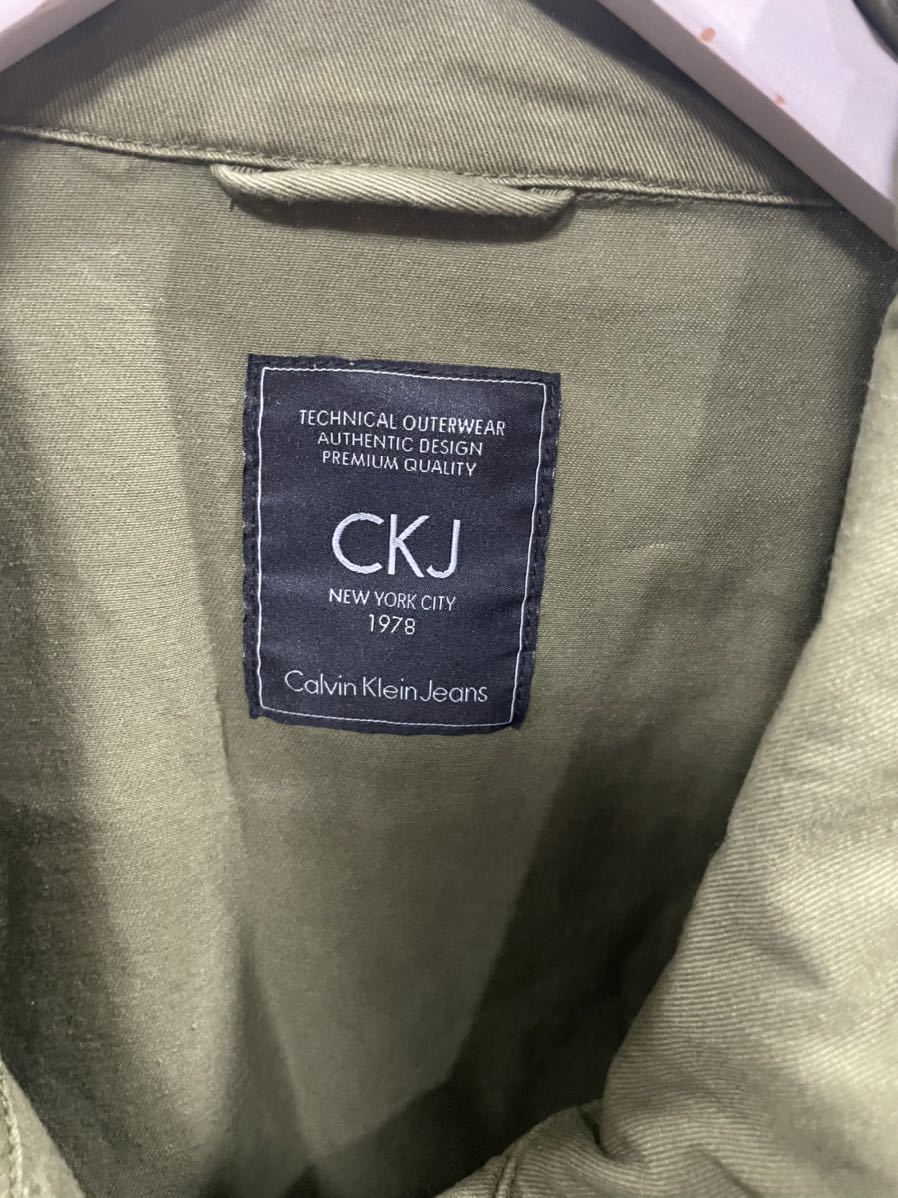 TECHNICAL OUTERWEAR
AUTHENTIC DESIGN
PREMIUM QUALITY
CKJ
NEW YORK CITY
1978
Calvin Klein Jeans